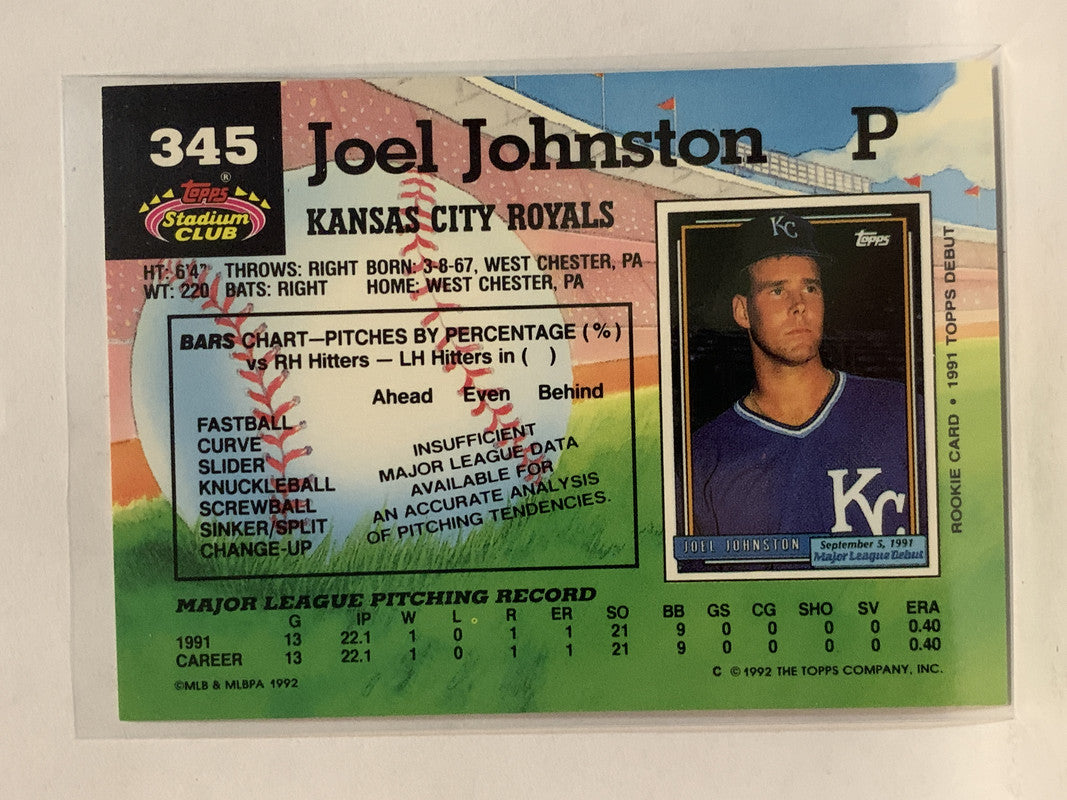 345
Topps®
Stadium
CLUB
Joel Johnston P
KANSAS CITY ROYALS
HT: 6'4" THROWS: RIGHT BORN: 3-8-67, WEST CHESTER, PA
WT: 220 BATS: RIGHT HOME: WEST CHESTER, PA
BARS CHART—PITCHES BY PERCENTAGE (%)
vs RH Hitters — LH Hitters in ( )
Ahead Even Behind
FASTBALL
CURVE
SLIDER
KNUCKLEBALL
SCREWBALL
SINKER/SPLIT
CHANGE-UP
INSUFFICIENT
MAJOR LEAGUE DATA
AVAILABLE FOR
AN ACCURATE ANALYSIS
OF PITCHING TENDENCIES.
KC
Topps
KC
JOEL JOHNSTON
September 5, 1991
Major League Debut
ROOKIE CARD • 1991 TOPPS DEBUT
MAJOR LEAGUE PITCHING RECORD
G IP W L R ER SO BB GS CG SHO SV ERA
1991 13 22.1 1 0 1 1 21 9 0 0 0 0 0.40
CAREER 13 22.1 1 0 1 1 21 9 0 0 0 0 0.40
©MLB & MLBPA 1992
C © 1992 THE TOPPS COMPANY, INC.